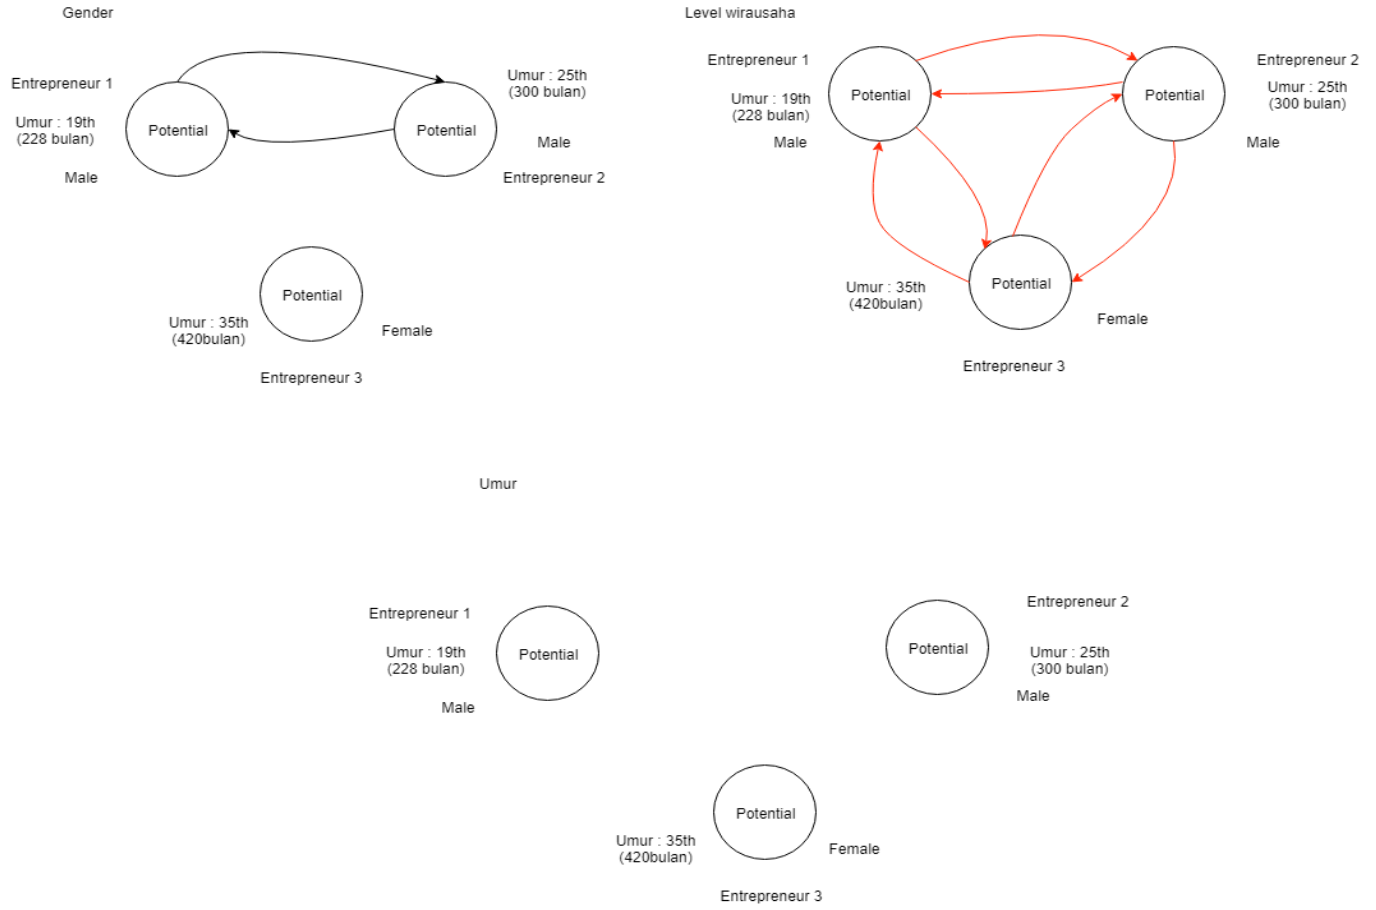 Gender
Entrepreneur 1
Umur : 19th
(228 bulan)
Male
Potential
Potential
Umur : 25th
(300 bulan)
Male
Entrepreneur 2
Potential
Umur : 35th
(420bulan)
Female
Entrepreneur 3
Level wirausaha
Entrepreneur 1
Umur : 19th
(228 bulan)
Male
Potential
Potential
Entrepreneur 2
Umur : 25th
(300 bulan)
Male
Potential
Umur : 35th
(420bulan)
Female
Entrepreneur 3
Umur
Entrepreneur 1
Umur : 19th
(228 bulan)
Male
Potential
Potential
Entrepreneur 2
Umur : 25th
(300 bulan)
Male
Potential
Umur : 35th
(420bulan)
Female
Entrepreneur 3